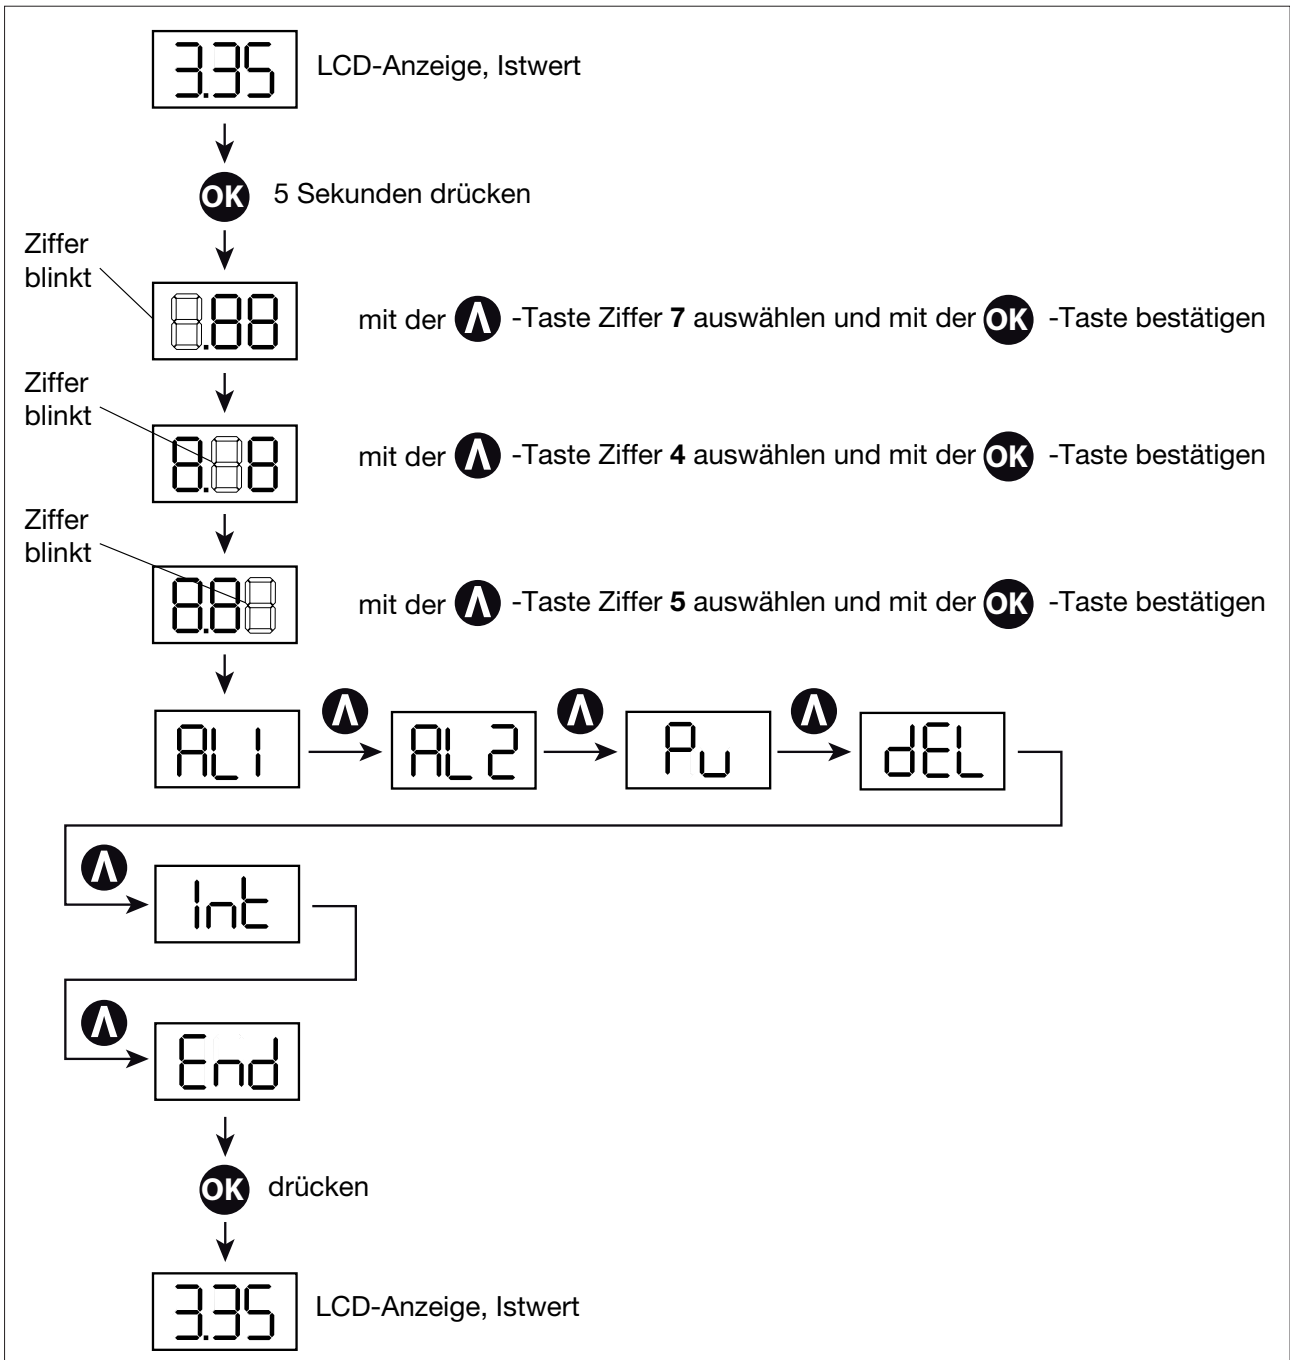 3.35 LCD-Anzeige, Istwert
OK 5 Sekunden drücken
Ziffer
blinkt
8.88 mit der Λ -Taste Ziffer 7 auswählen und mit der OK -Taste bestätigen
Ziffer
blinkt
8.88 mit der Λ -Taste Ziffer 4 auswählen und mit der OK -Taste bestätigen
Ziffer
blinkt
8.88 mit der Λ -Taste Ziffer 5 auswählen und mit der OK -Taste bestätigen
Λ Λ Λ
AL1 AL2 Pu dEL
Λ
Int
Λ
End
OK drücken
3.35 LCD-Anzeige, Istwert